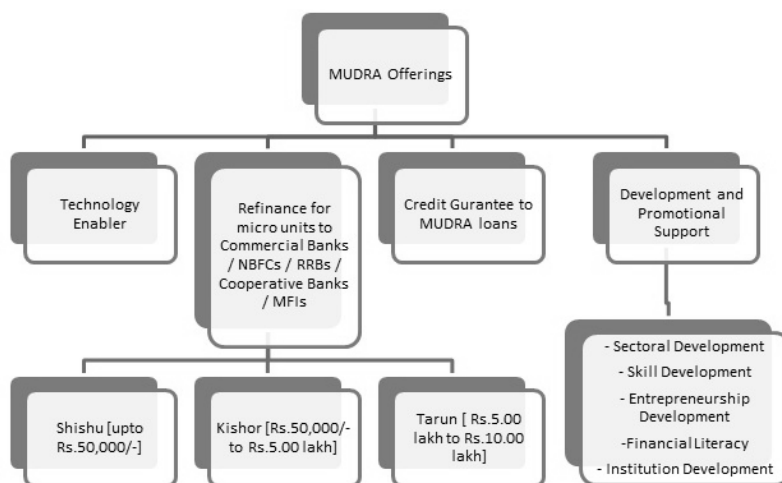 MUDRA Offerings
Technology
Enabler
Refinance for
micro units to
Commercial Banks
/ NBFCs / RRBs /
Cooperative Banks
/ MFIs
Credit Gurantee to
MUDRA loans
Development and
Promotional
Support
Shishu [upto
Rs.50,000/-]
Kishor [Rs.50,000/-
to Rs.5.00 lakh]
Tarun [ Rs.5.00
lakh to Rs.10.00
lakh]
- Sectoral Development
- Skill Development
- Entrepreneurship
Development
-Financial Literacy
- Institution Development